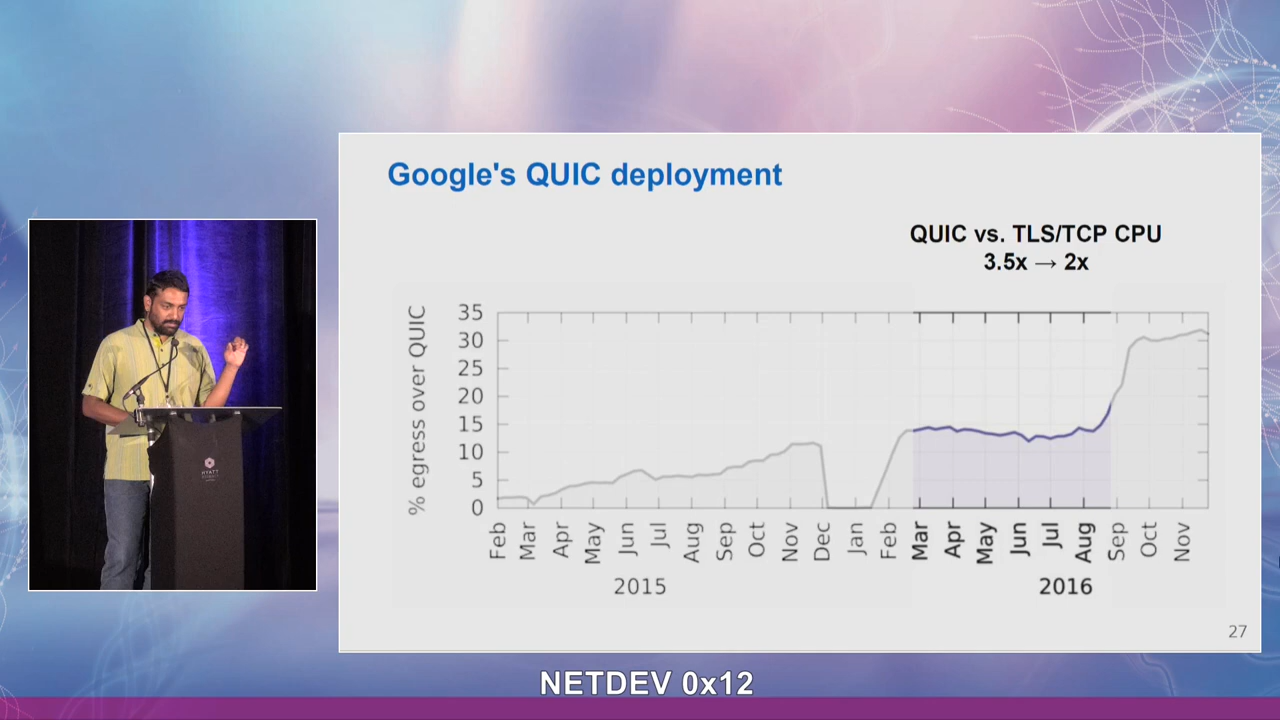 Google's QUIC deployment
QUIC vs. TLS/TCP CPU
3.5x → 2x
% egress over QUIC
35
30
25
20
15
10
5
0
Feb Mar Apr May Jun Jul Aug Sep Oct Nov Dec Jan Feb Mar Apr May Jun Jul Aug Sep Oct Nov
2015 2016
27
HYATT
NETDEV 0x12